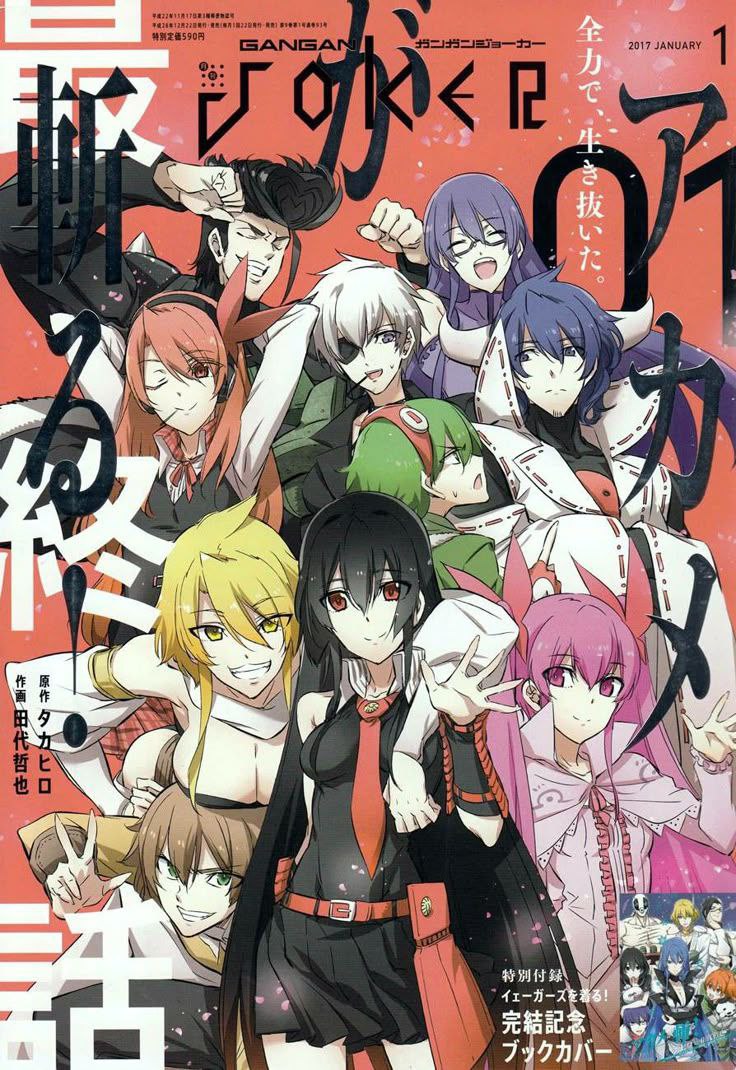 平成22年11月17日第3種郵便物認可
特別定価590円
月刊
GANGAN
ガンガンジョーカー
JOKER
2017 JANUARY 1
01
アカメ
が
斬る!
最終話
全力で、生き抜いた。
原作 タカヒロ
作画 田代哲也
特別付録
イェーガーズを着る!
完結記念
ブックカバー